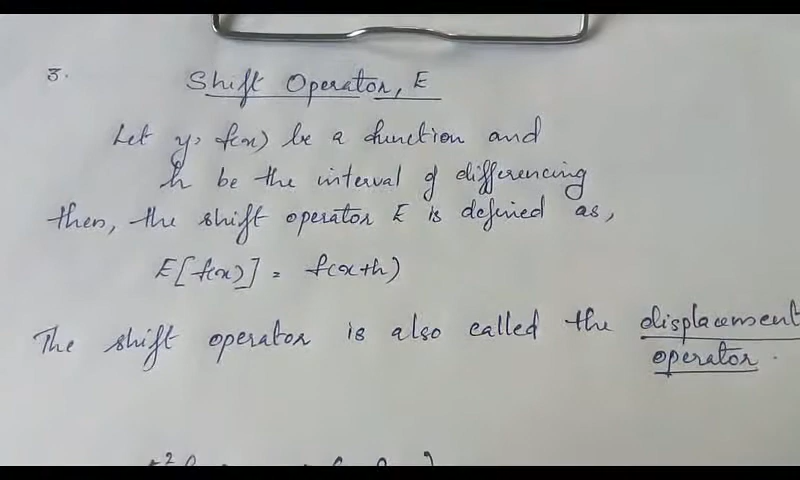 3. Shift Operator, E
Let y = f(x) be a function and
h be the interval of differencing
then, the shift operator E is defined as,
E[f(x)] = f(x+h)
The shift operator is also called the displacement
operator.